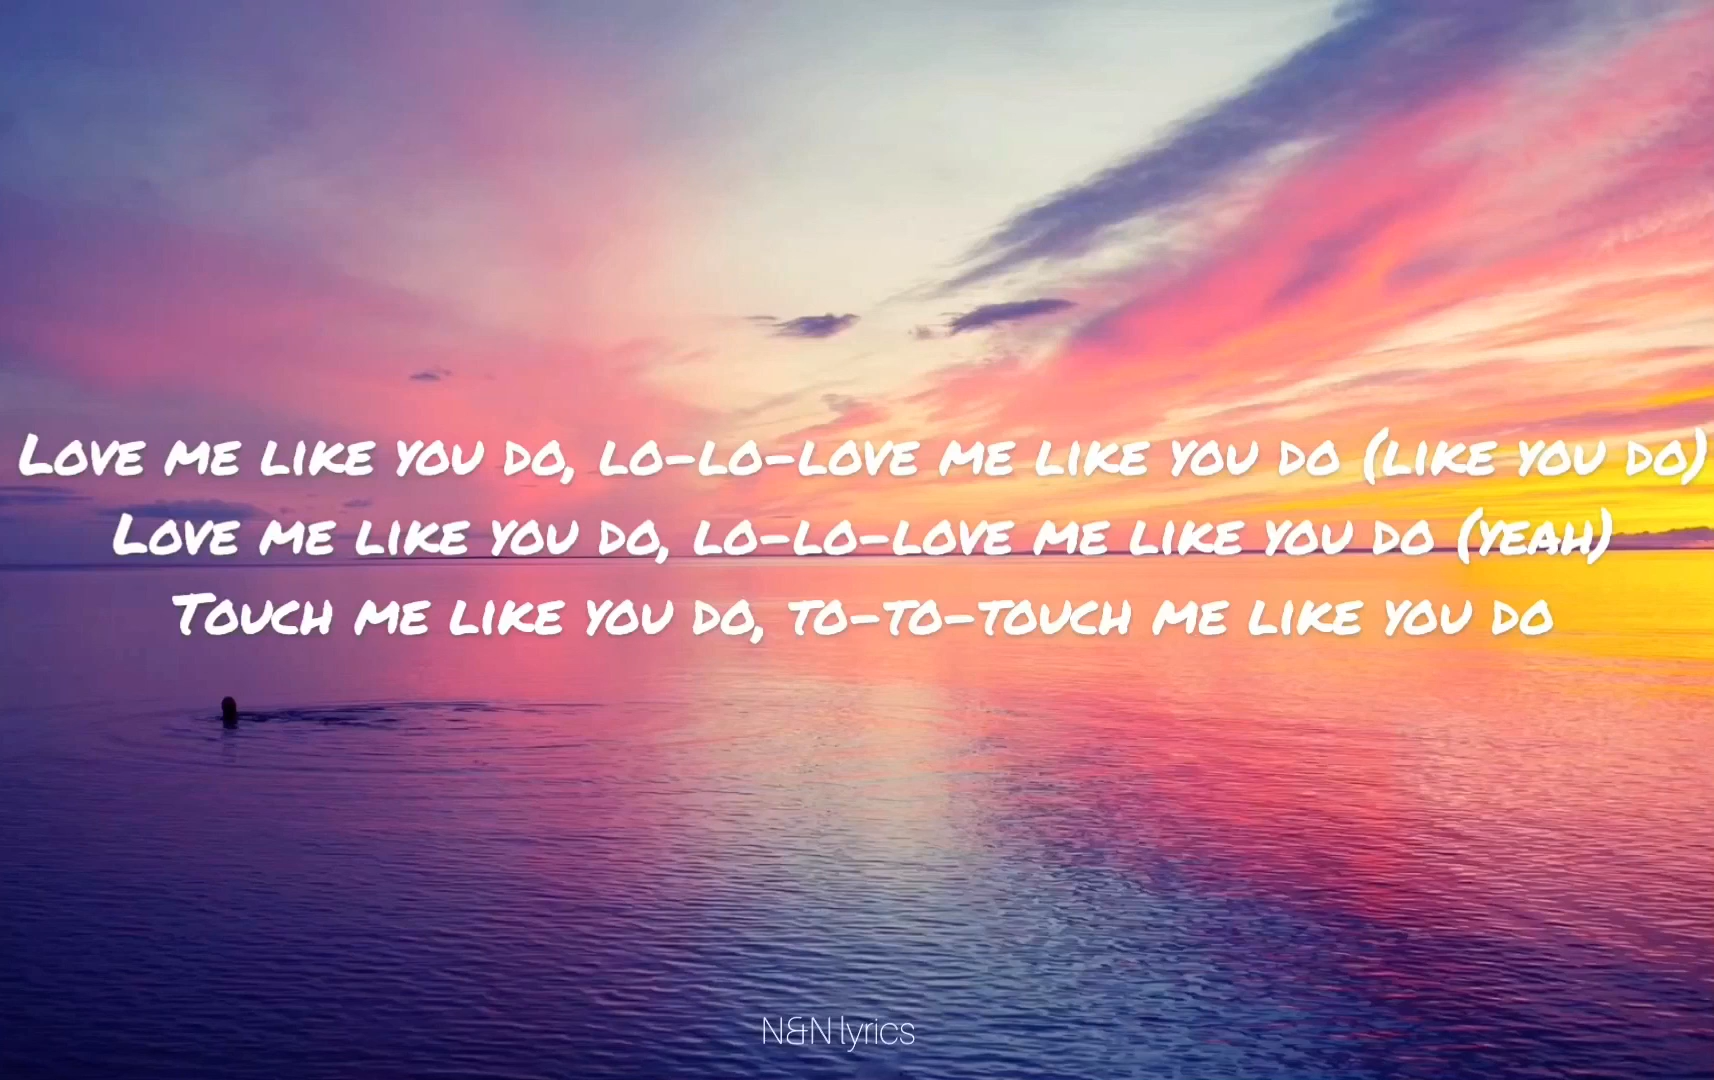 Love me like you do, lo-lo-love me like you do (like you do)
Love me like you do, lo-lo-love me like you do (yeah)
Touch me like you do, to-to-touch me like you do
N&N lyrics